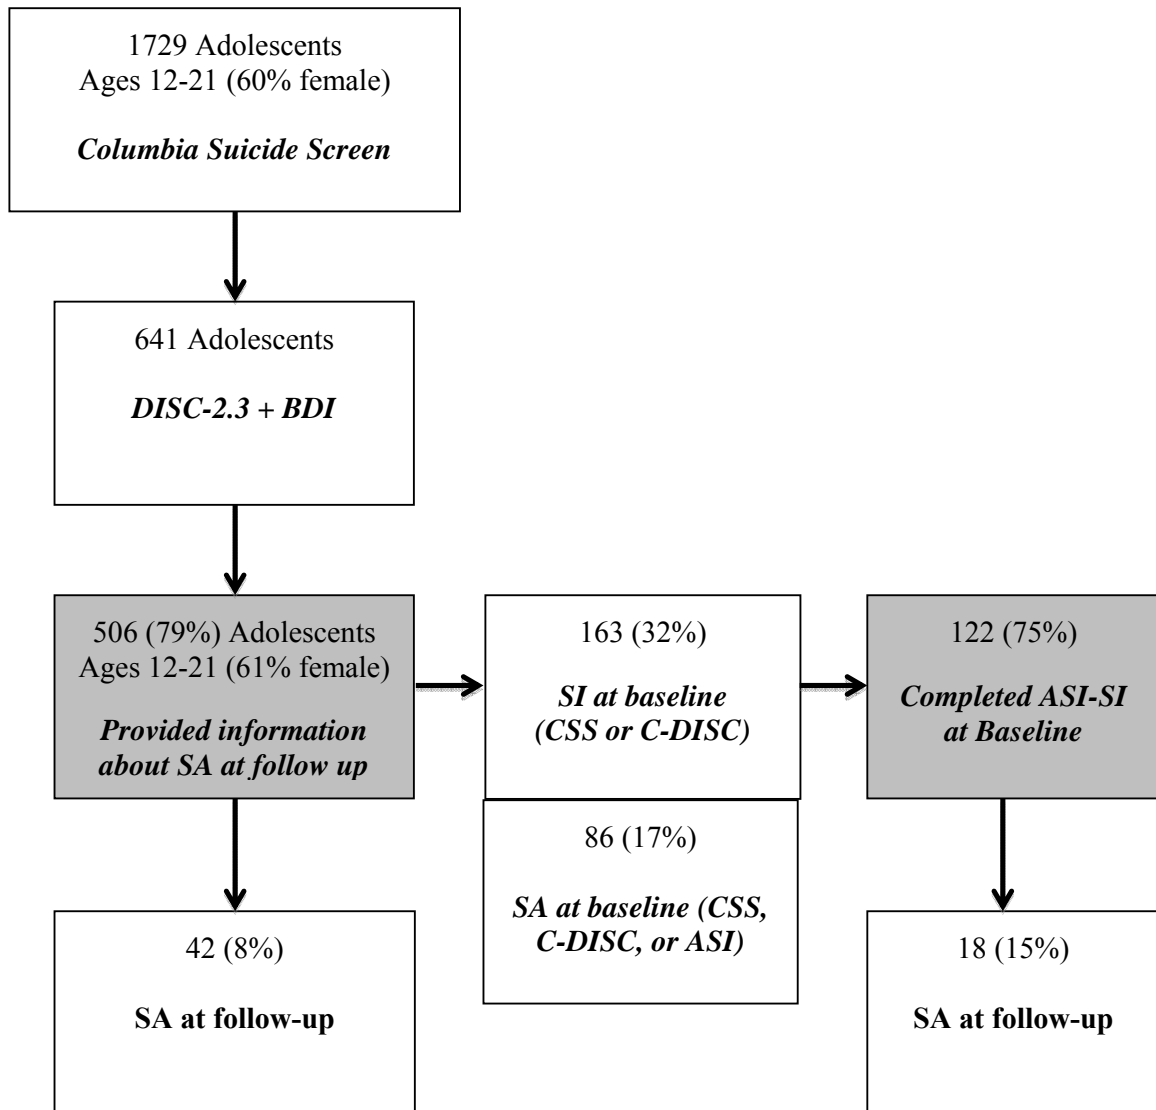 1729 Adolescents
Ages 12-21 (60% female)
Columbia Suicide Screen
641 Adolescents
DISC-2.3 + BDI
506 (79%) Adolescents
Ages 12-21 (61% female)
Provided information
about SA at follow up
163 (32%)
SI at baseline
(CSS or C-DISC)
122 (75%)
Completed ASI-SI
at Baseline
86 (17%)
SA at baseline (CSS,
C-DISC, or ASI)
42 (8%)
SA at follow-up
18 (15%)
SA at follow-up